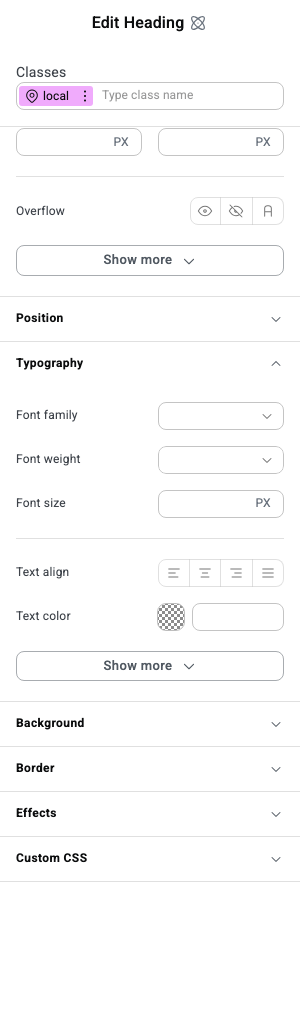 Edit Heading
Classes
local Type class name
PX PX
Overflow
Show more
Position
Typography
Font family
Font weight
Font size PX
Text align
Text color
Show more
Background
Border
Effects
Custom CSS